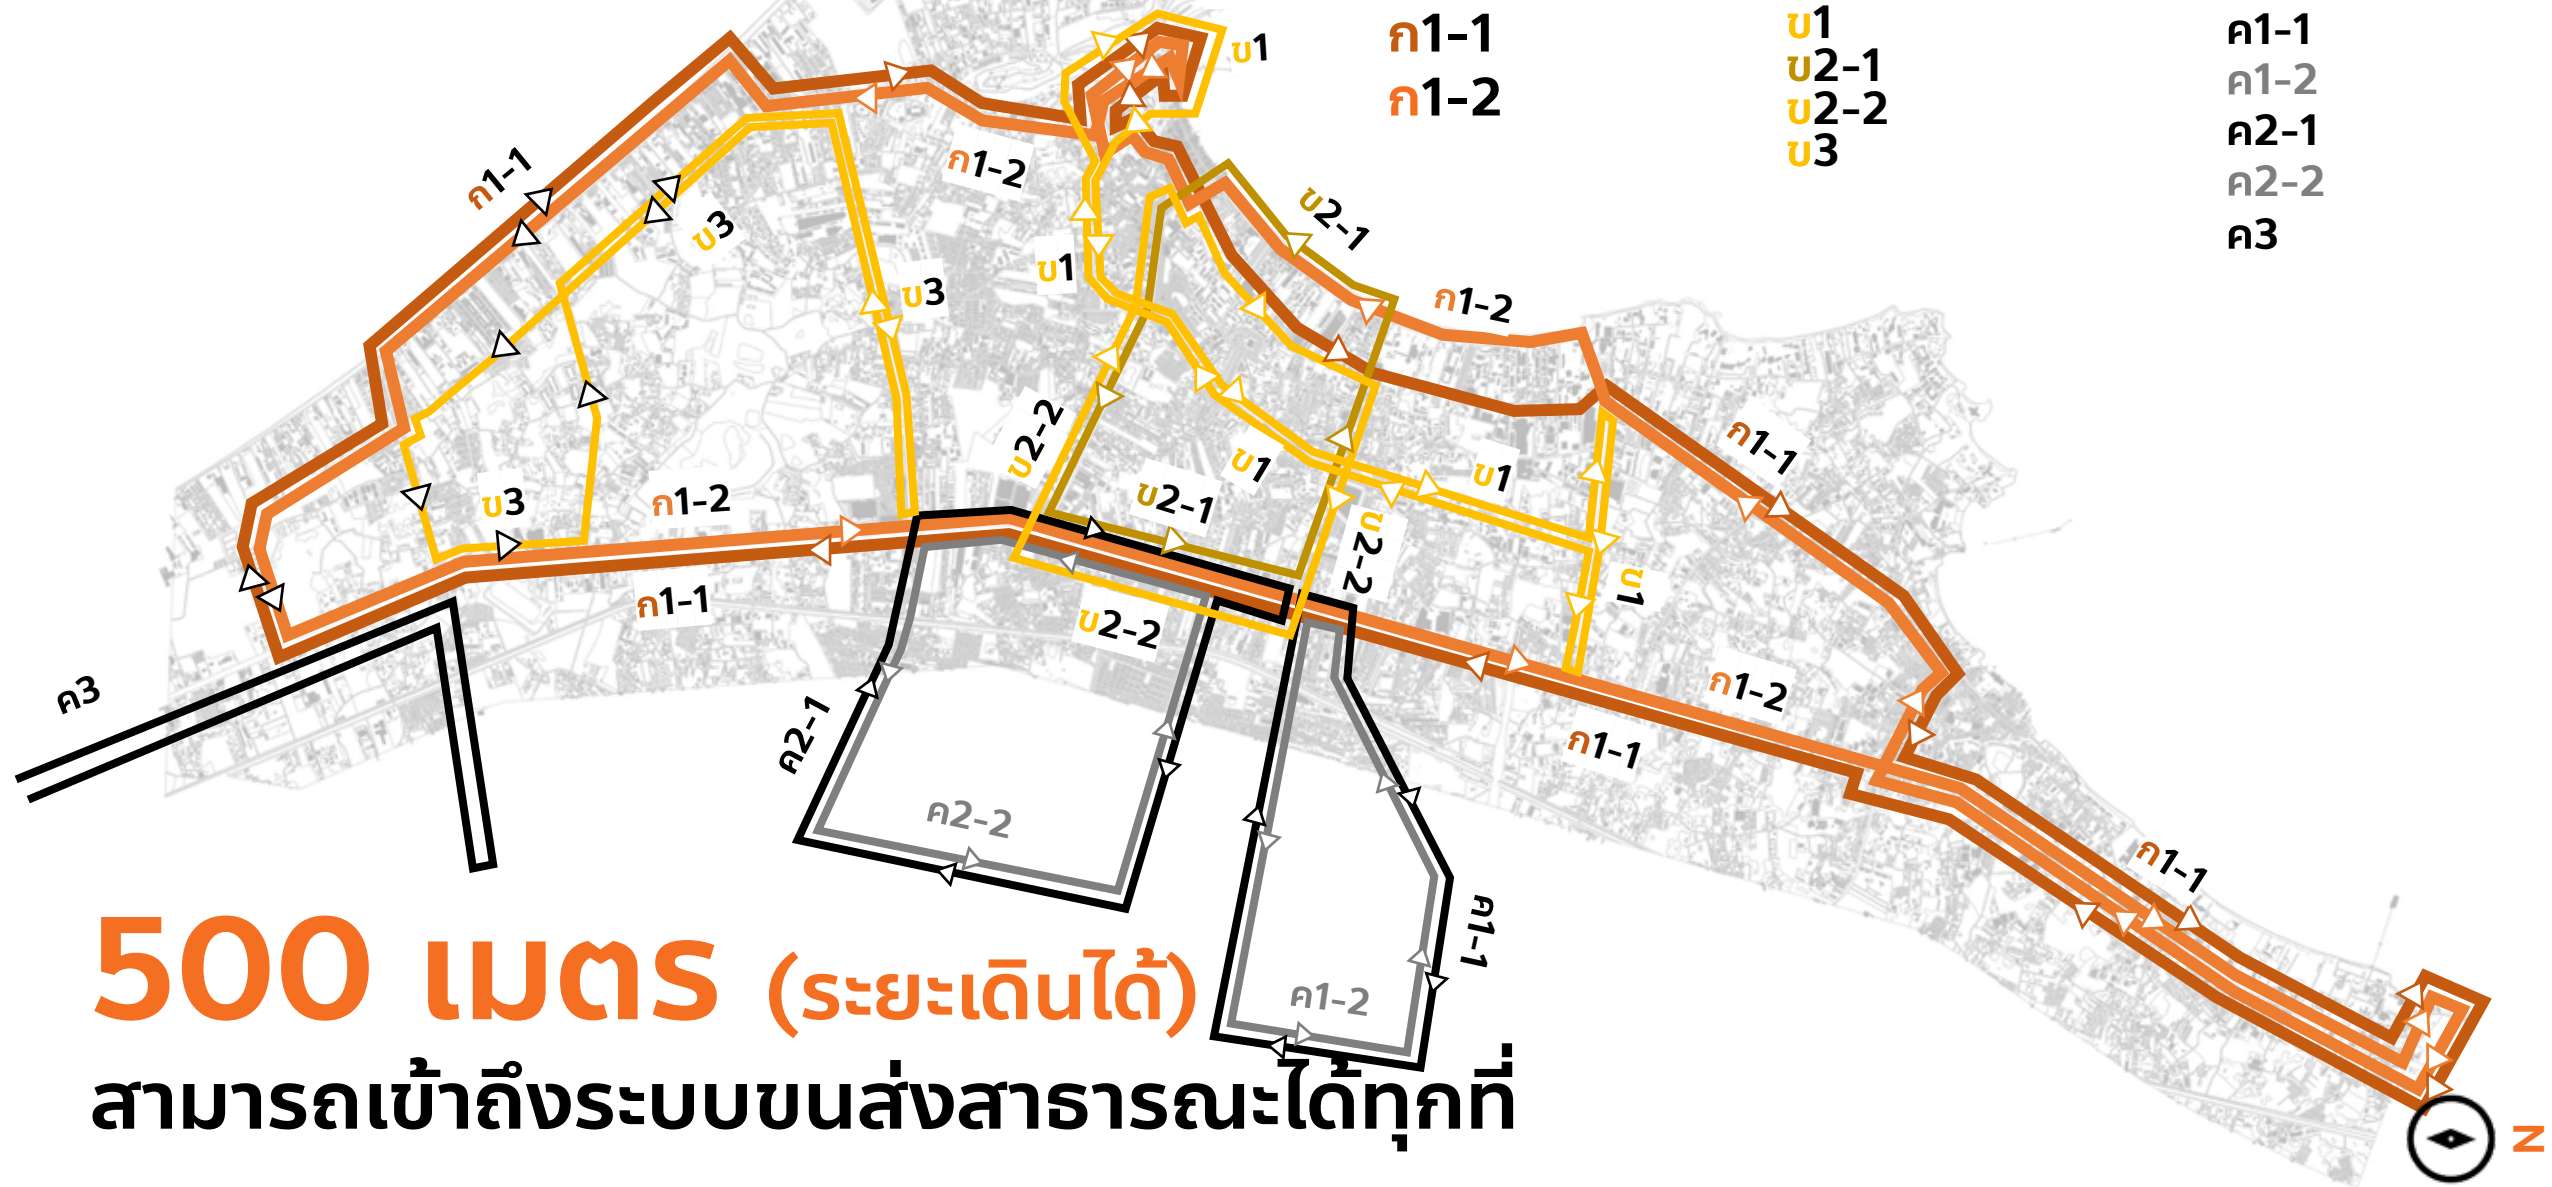 ก1-1
ก1-2
ข1
ข2-1
ข2-2
ข3
ค1-1
ค1-2
ค2-1
ค2-2
ค3
ข1
ก1-1
ก1-2
ข3
ข2-1
ข1
ข3
ก1-2
ข2-2
ข1
ก1-1
ข3
ก1-2
ข2-1
ข1
ข2-2
ก1-1
ข2-2
ข1
ค3
ค2-1
ก1-2
ก1-1
ค2-2
ก1-1
ค1-1
ค1-2
500 เมตร (ระยะเดินได้)
สามารถเข้าถึงระบบขนส่งสาธารณะได้ทุกที่
N